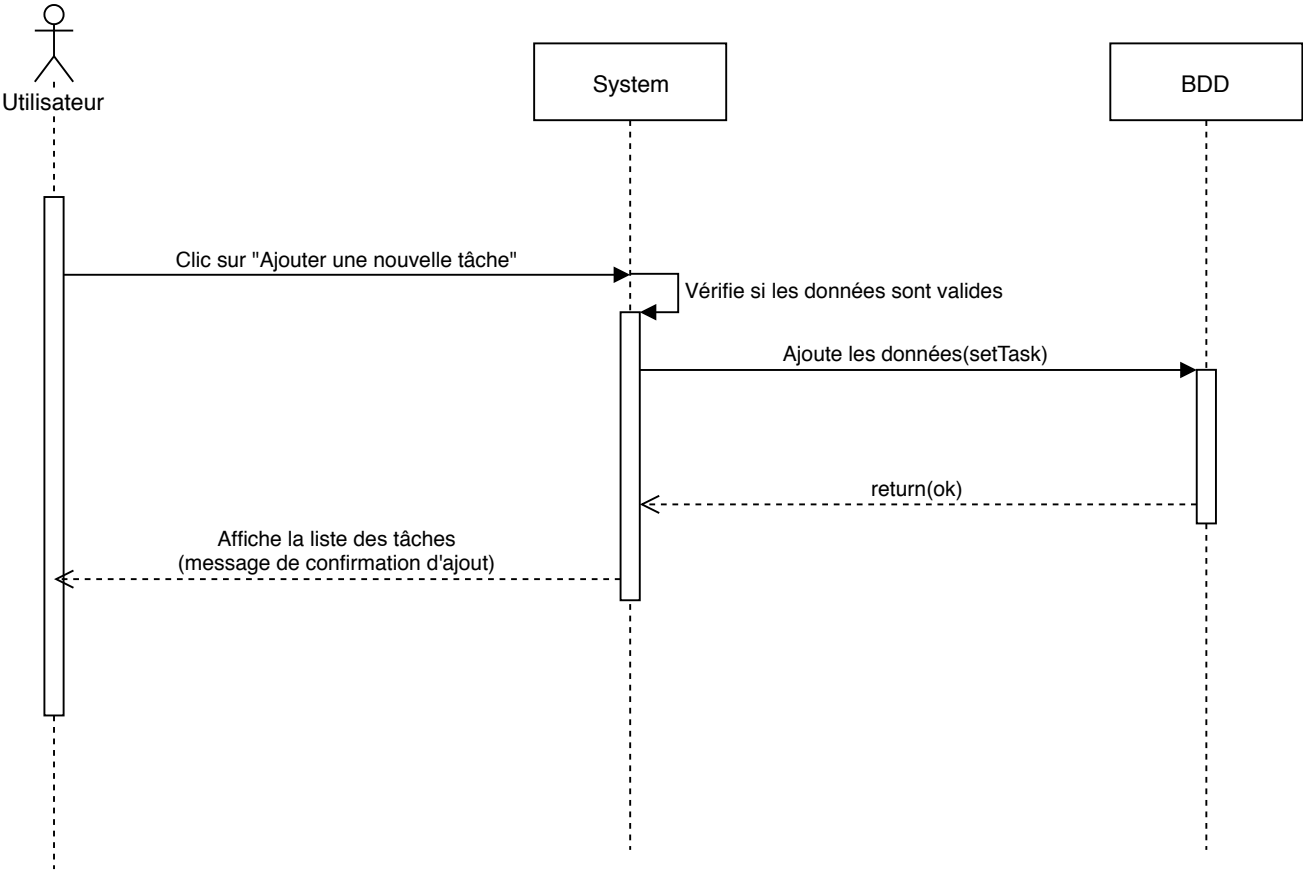 Utilisateur
System
BDD
Clic sur "Ajouter une nouvelle tâche"
Vérifie si les données sont valides
Ajoute les données(setTask)
return(ok)
Affiche la liste des tâches
(message de confirmation d'ajout)